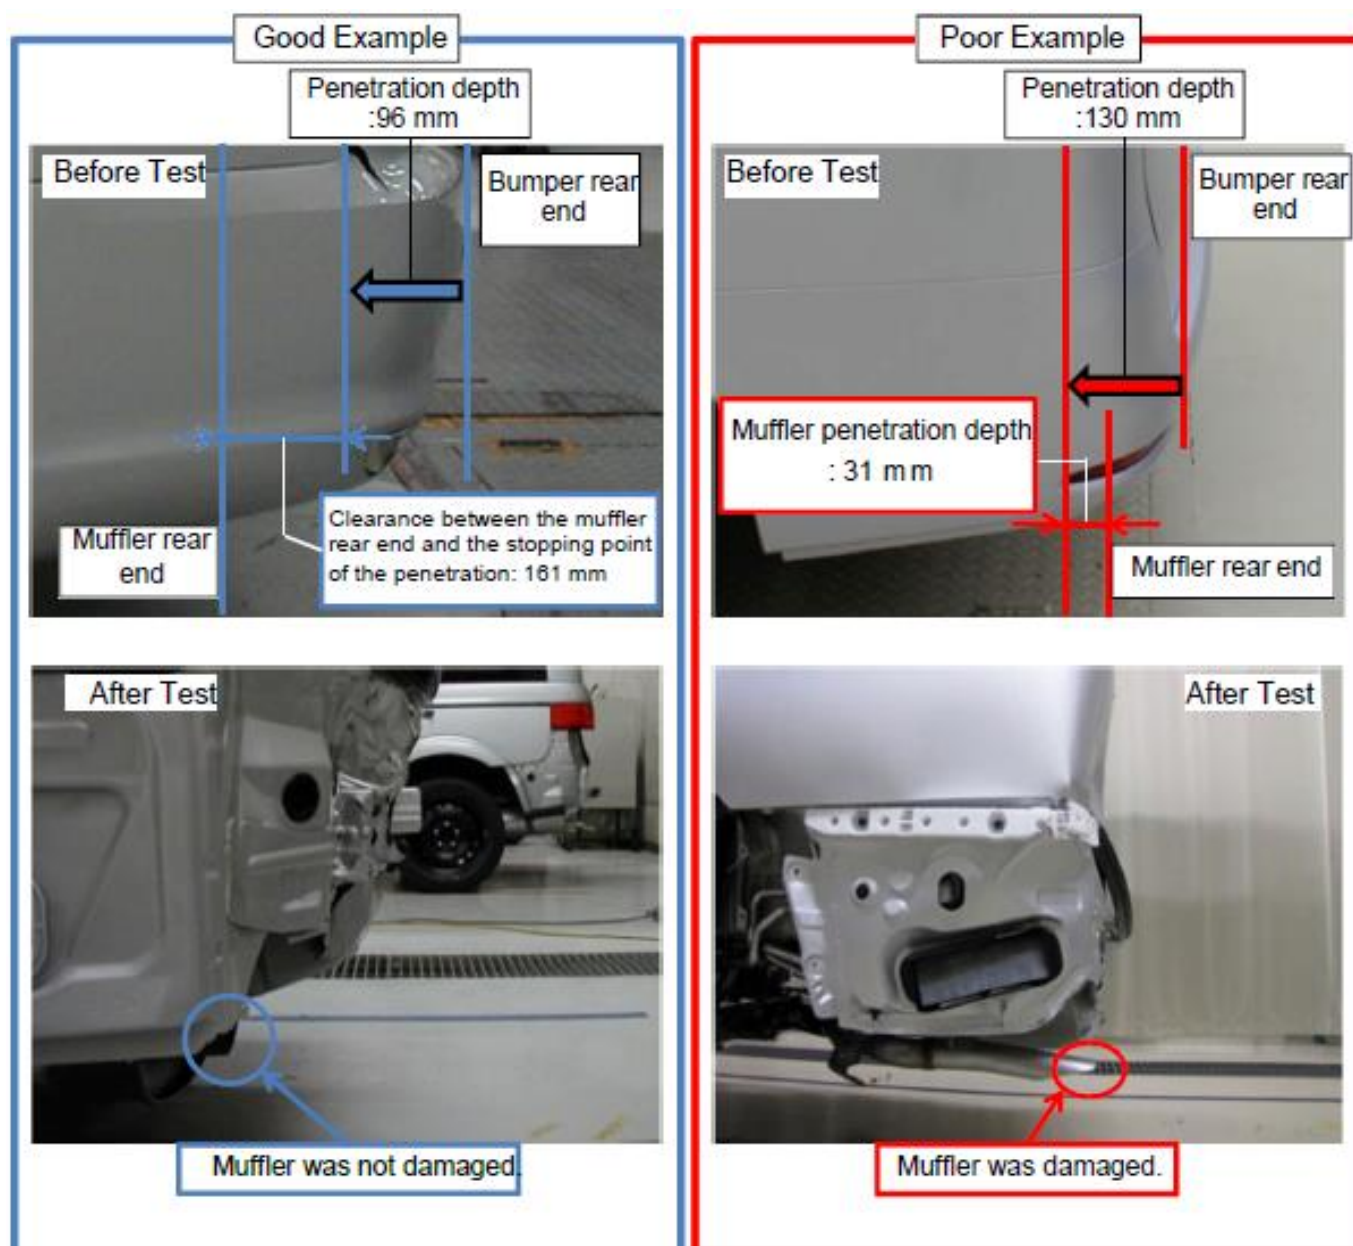 Good Example
Penetration depth
:96 mm
Before Test
Bumper rear
end
Clearance between the muffler
rear end and the stopping point
of the penetration: 161 mm
Muffler rear
end
After Test
Muffler was not damaged.
Poor Example
Penetration depth
:130 mm
Before Test
Bumper rear
end
Muffler penetration depth
: 31 mm
Muffler rear end
After Test
Muffler was damaged.